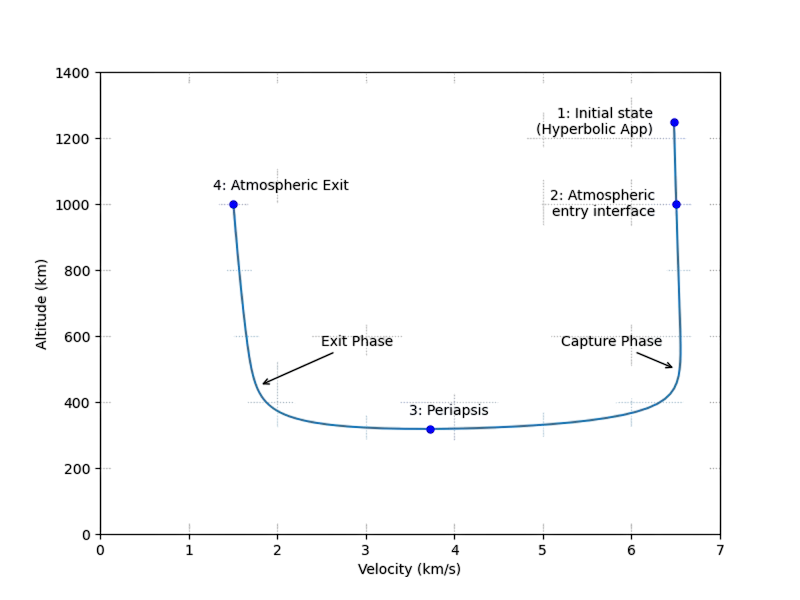 1400
1200
1000
800
600
400
200
0
Altitude (km)
1: Initial state
(Hyperbolic App)
4: Atmospheric Exit
2: Atmospheric
entry interface
Exit Phase
Capture Phase
3: Periapsis
0 1 2 3 4 5 6 7
Velocity (km/s)